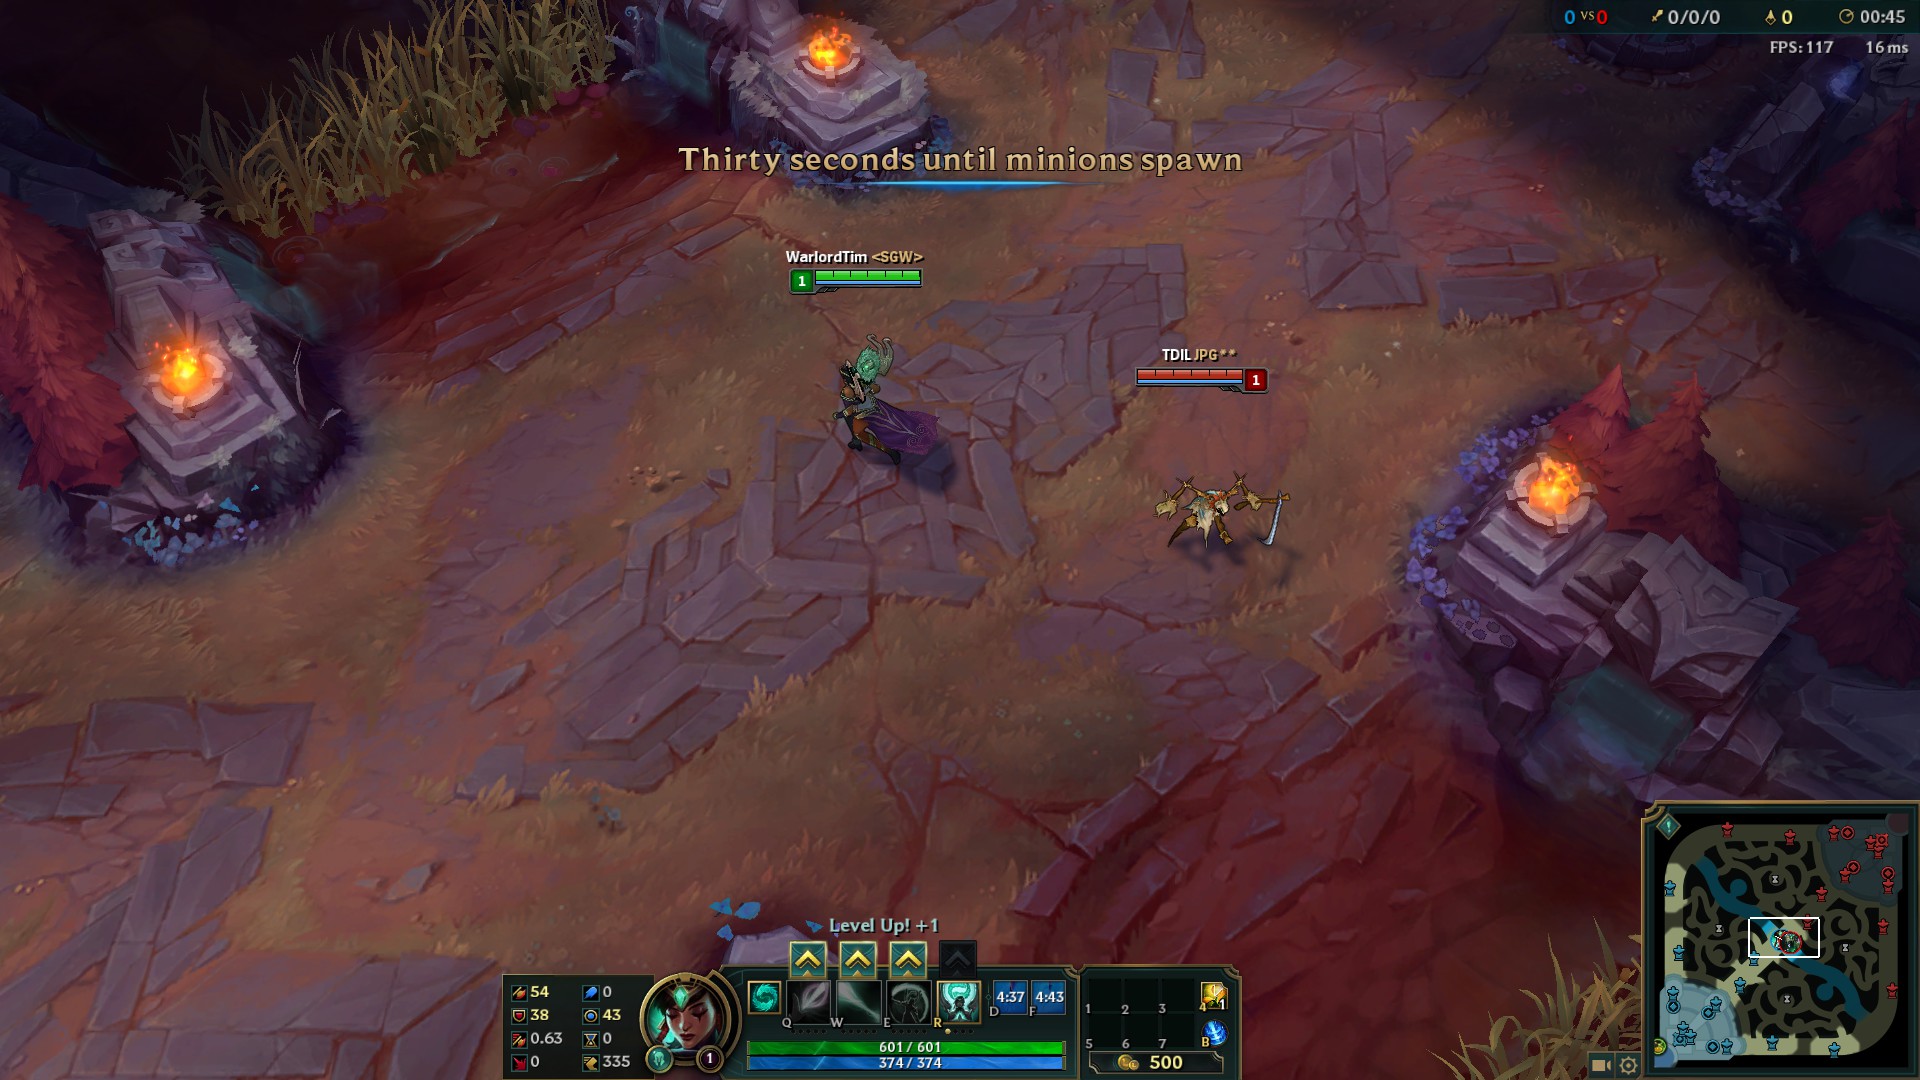 0 vs 0 0/0/0 0 00:45
FPS: 117 16 ms
Thirty seconds until minions spawn
WarlordTim <SGW>
1
TDIL JPG**
1
Level Up! +1
54 0
38 43
0.63 0
0 335
1
Q W E R
4:37 4:43
D F
601 / 601
374 / 374
1 2 3 4 1
5 6 7 B
500